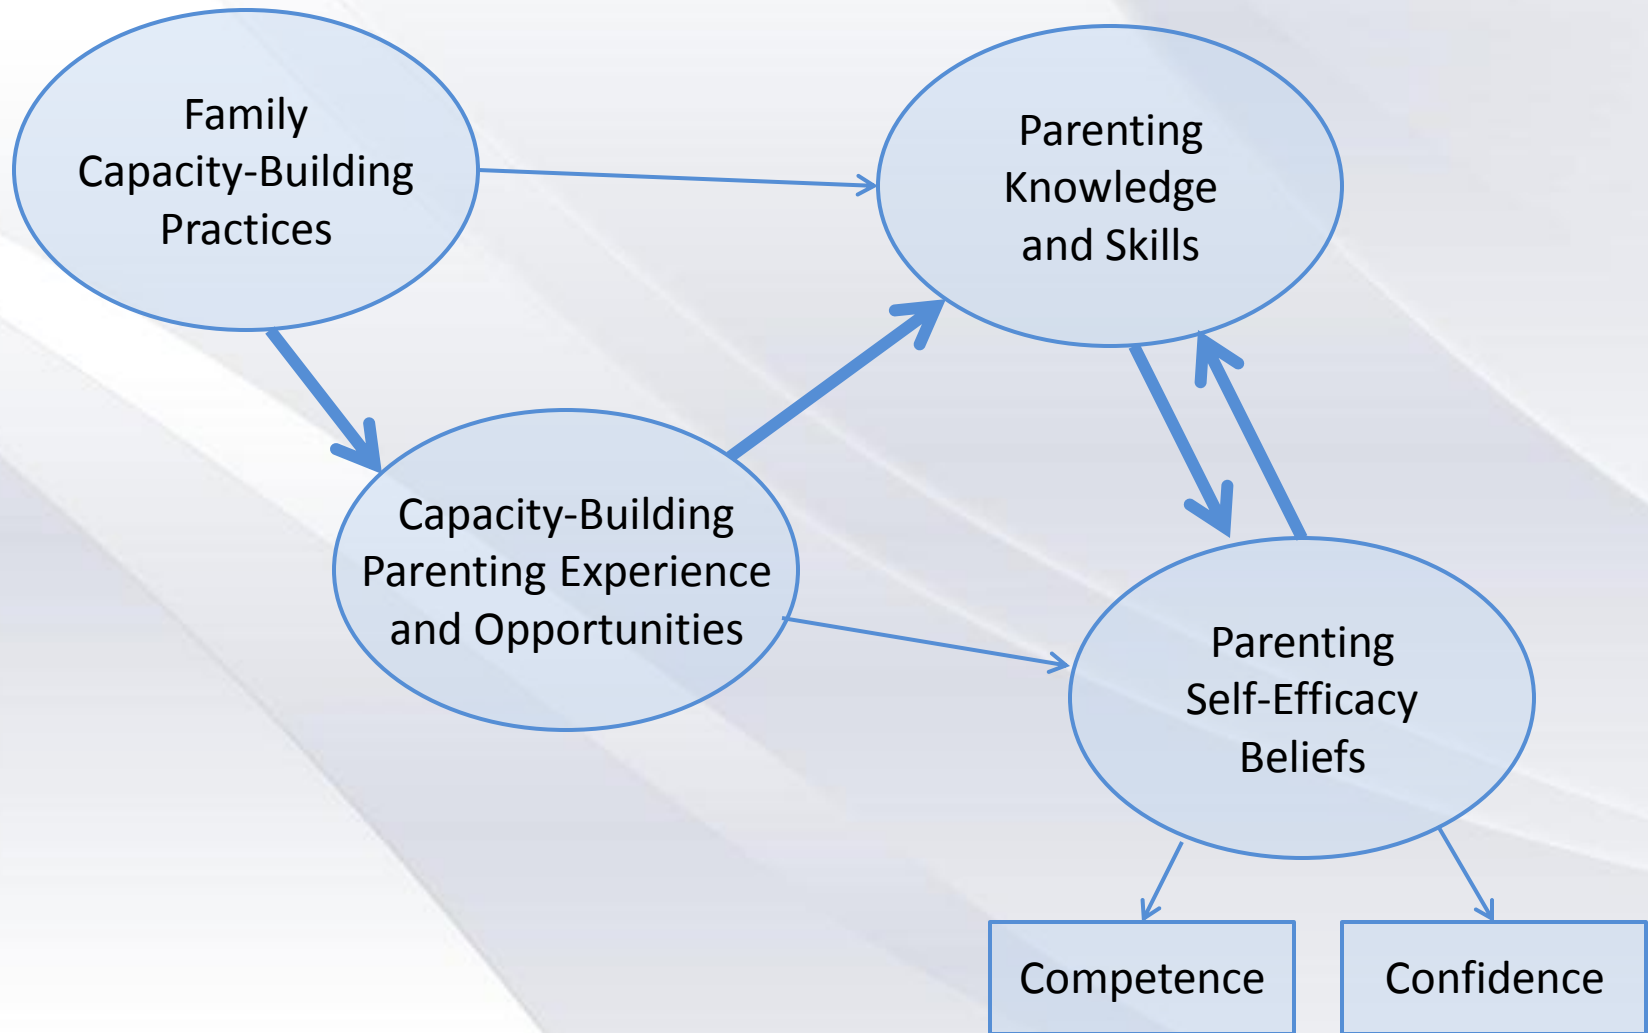 Family
Capacity-Building
Practices
Parenting
Knowledge
and Skills
Capacity-Building
Parenting Experience
and Opportunities
Parenting
Self-Efficacy
Beliefs
Competence
Confidence